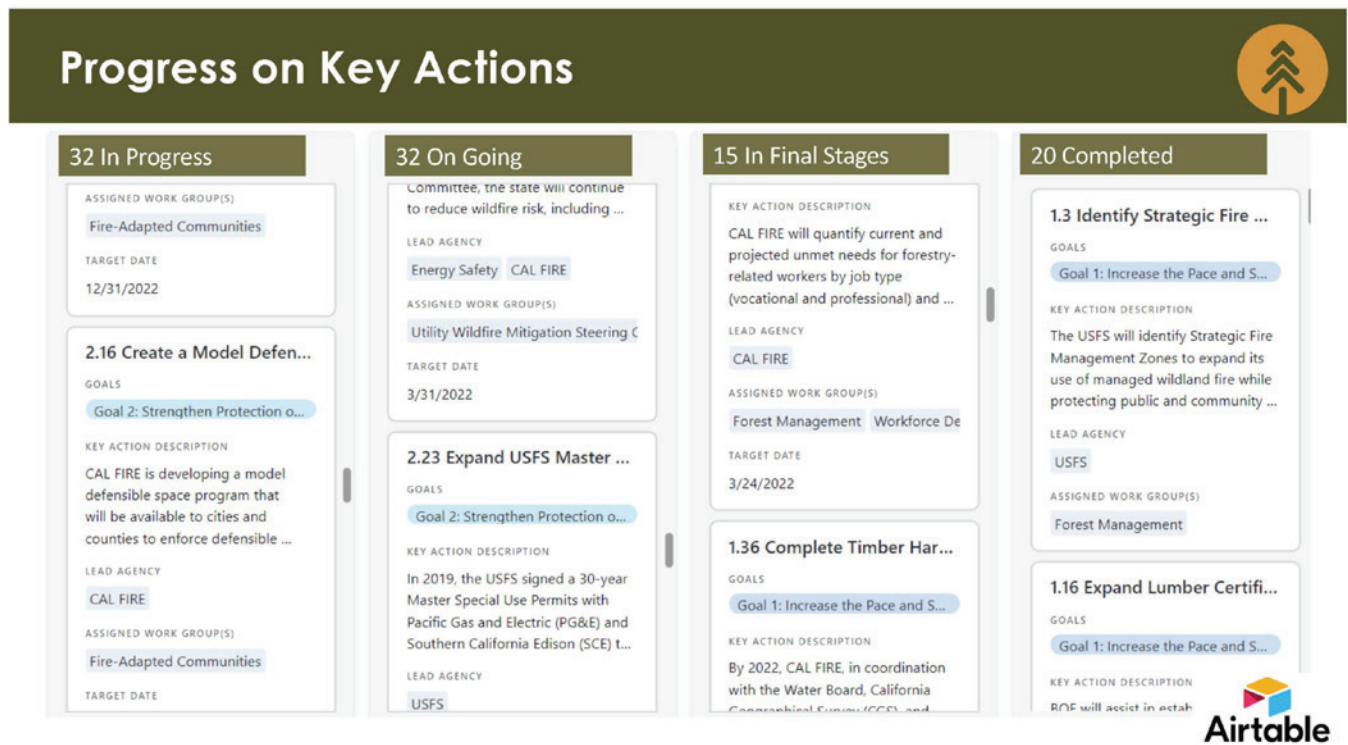 Progress on Key Actions
32 In Progress
ASSIGNED WORK GROUP(S)
Fire-Adapted Communities
TARGET DATE
12/31/2022
2.16 Create a Model Defen...
GOALS
Goal 2: Strengthen Protection o...
KEY ACTION DESCRIPTION
CAL FIRE is developing a model
defensible space program that
will be available to cities and
counties to enforce defensible ...
LEAD AGENCY
CAL FIRE
ASSIGNED WORK GROUP(S)
Fire-Adapted Communities
TARGET DATE
32 On Going
Committee, the state will continue
to reduce wildfire risk, including ...
LEAD AGENCY
Energy Safety CAL FIRE
ASSIGNED WORK GROUP(S)
Utility Wildfire Mitigation Steering C
TARGET DATE
3/31/2022
2.23 Expand USFS Master ...
GOALS
Goal 2: Strengthen Protection o...
KEY ACTION DESCRIPTION
In 2019, the USFS signed a 30-year
Master Special Use Permits with
Pacific Gas and Electric (PG&E) and
Southern California Edison (SCE) t...
LEAD AGENCY
USFS
15 In Final Stages
KEY ACTION DESCRIPTION
CAL FIRE will quantify current and
projected unmet needs for forestry-
related workers by job type
(vocational and professional) and ...
LEAD AGENCY
CAL FIRE
ASSIGNED WORK GROUP(S)
Forest Management Workforce De
TARGET DATE
3/24/2022
1.36 Complete Timber Har...
GOALS
Goal 1: Increase the Pace and S...
KEY ACTION DESCRIPTION
By 2022, CAL FIRE, in coordination
with the Water Board, California
Geographical Survey (CGS), and
20 Completed
1.3 Identify Strategic Fire ...
GOALS
Goal 1: Increase the Pace and S...
KEY ACTION DESCRIPTION
The USFS will identify Strategic Fire
Management Zones to expand its
use of managed wildland fire while
protecting public and community ...
LEAD AGENCY
USFS
ASSIGNED WORK GROUP(S)
Forest Management
1.16 Expand Lumber Certifi...
GOALS
Goal 1: Increase the Pace and S...
KEY ACTION DESCRIPTION
BOF will assist in estab
Airtable